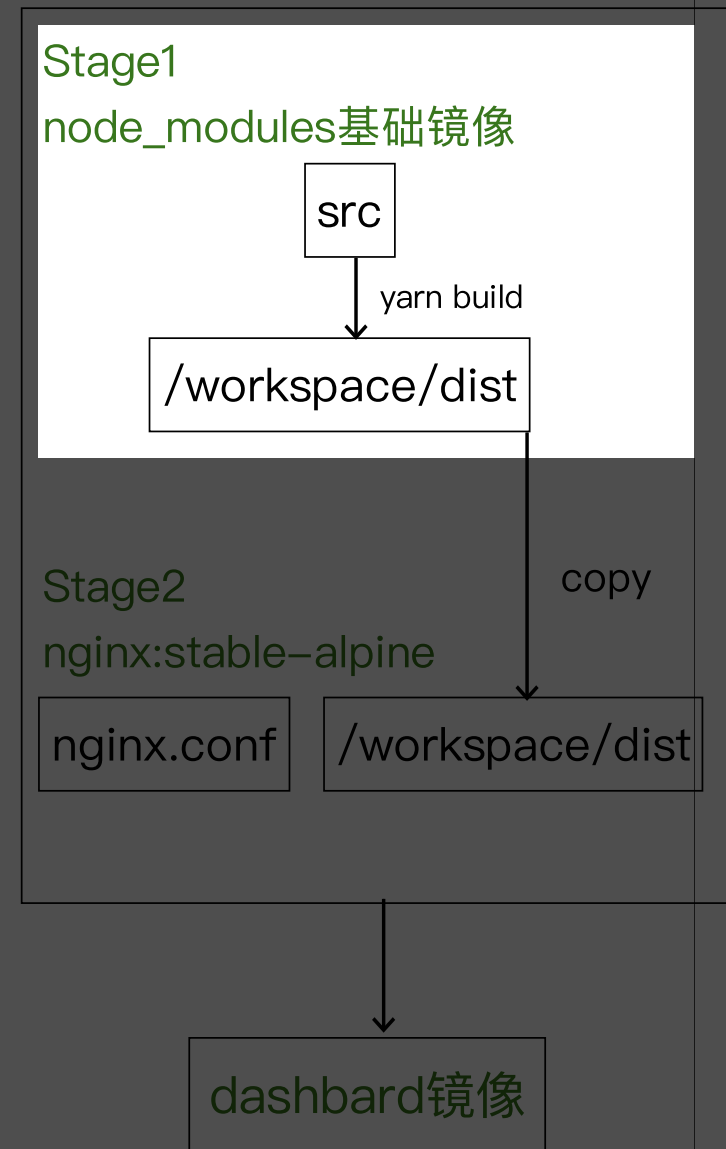 Stage1
node_modules基础镜像
src
yarn build
/workspace/dist
copy
Stage2
nginx:stable-alpine
nginx.conf
/workspace/dist
dashbard镜像